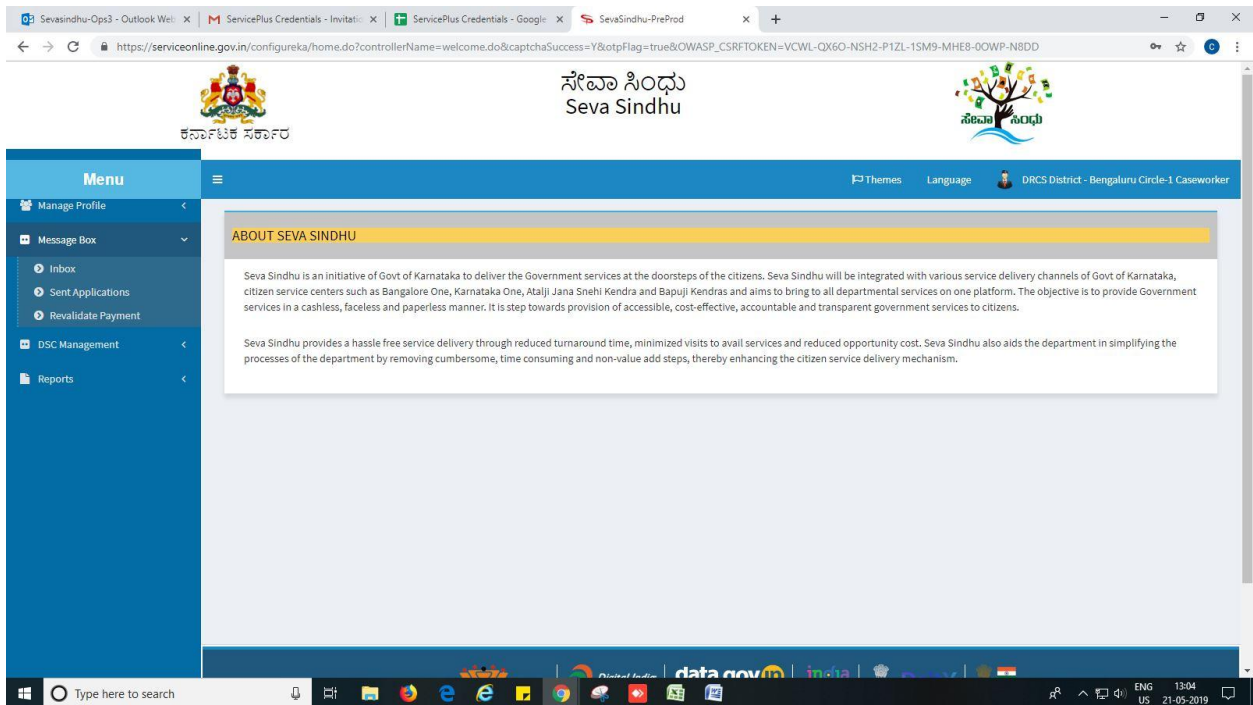 Sevasindhu-Ops3 - Outlook Web
ServicePlus Credentials - Invitatio
ServicePlus Credentials - Google
SevaSindhu-PreProd
https://serviceonline.gov.in/configureka/home.do?controllerName=welcome.do&captchaSuccess=Y&otpFlag=true&OWASP_CSRFTOKEN=VCWL-QX6O-NSH2-P1ZL-1SM9-MHE8-0OWP-N8DD
C
ಕರ್ನಾಟಕ ಸರ್ಕಾರ
ಸೇವಾ ಸಿಂಧು
Seva Sindhu
ಸೇವಾ ಸಿಂಧು
Menu
Themes Language DRCS District - Bengaluru Circle-1 Caseworker
Manage Profile
Message Box
Inbox
Sent Applications
Revalidate Payment
DSC Management
Reports
ABOUT SEVA SINDHU
Seva Sindhu is an initiative of Govt of Karnataka to deliver the Government services at the doorsteps of the citizens. Seva Sindhu will be integrated with various service delivery channels of Govt of Karnataka,
citizen service centers such as Bangalore One, Karnataka One, Atalji Jana Snehi Kendra and Bapuji Kendras and aims to bring to all departmental services on one platform. The objective is to provide Government
services in a cashless, faceless and paperless manner. It is step towards provision of accessible, cost-effective, accountable and transparent government services to citizens.
Seva Sindhu provides a hassle free service delivery through reduced turnaround time, minimized visits to avail services and reduced opportunity cost. Seva Sindhu also aids the department in simplifying the
processes of the department by removing cumbersome, time consuming and non-value add steps, thereby enhancing the citizen service delivery mechanism.
Digital India data.gov in india
Type here to search
ENG 13:04
US 21-05-2019